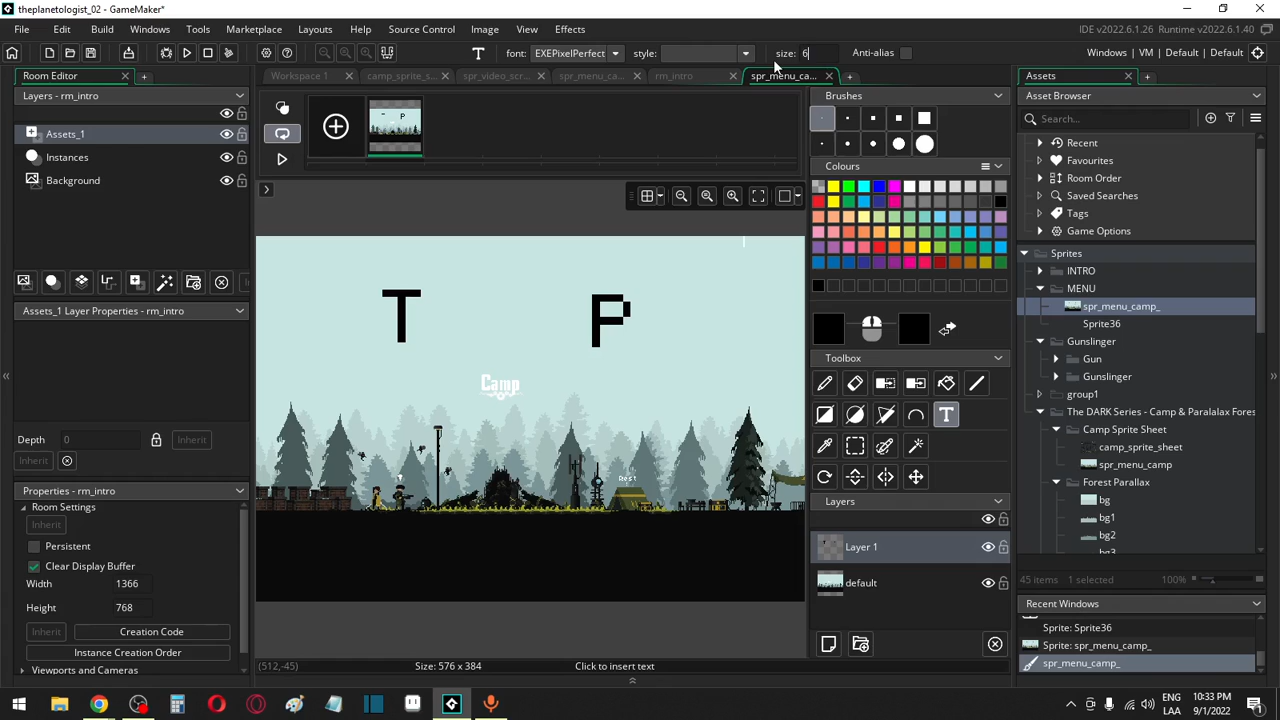 theplanetologist_02 - GameMaker*
File Edit Build Windows Tools Marketplace Layouts Help Source Control Image View Effects
IDE v2022.6.1.26 Runtime v2022.6.1.24
font: EXEPixelPerfect style: size: 6 Anti-alias
Windows | VM | Default | Default |
Room Editor
Workspace 1 camp_sprite_s... spr_video_scr... spr_menu_ca... rm_intro spr_menu_ca...
Assets
Layers - rm_intro
Brushes
Asset Browser
Search...
Assets_1
Instances
Background
Recent
Favourites
Room Order
Saved Searches
Tags
Game Options
Colours
Sprites
INTRO
MENU
spr_menu_camp_
Sprite36
Gunslinger
Gun
Gunslinger
group1
The DARK Series - Camp & Paralalax Fores
Camp Sprite Sheet
camp_sprite_sheet
spr_menu_camp
Forest Parallax
bg
bg1
bg2
bg3
T P
Camp
Rest
Assets_1 Layer Properties - rm_intro
Toolbox
Depth 0 Inherit
Inherit
Properties - rm_intro
Room Settings
Inherit
Persistent
Clear Display Buffer
Width 1366
Height 768
Inherit Creation Code
Instance Creation Order
Viewports and Cameras
Layers
Layer 1
default
45 items 1 selected 100%
Recent Windows
Sprite: Sprite36
Sprite: spr_menu_camp_
spr_menu_camp_
(512,-45) Size: 576 x 384 Click to insert text
ENG
LAA
10:33 PM
9/1/2022